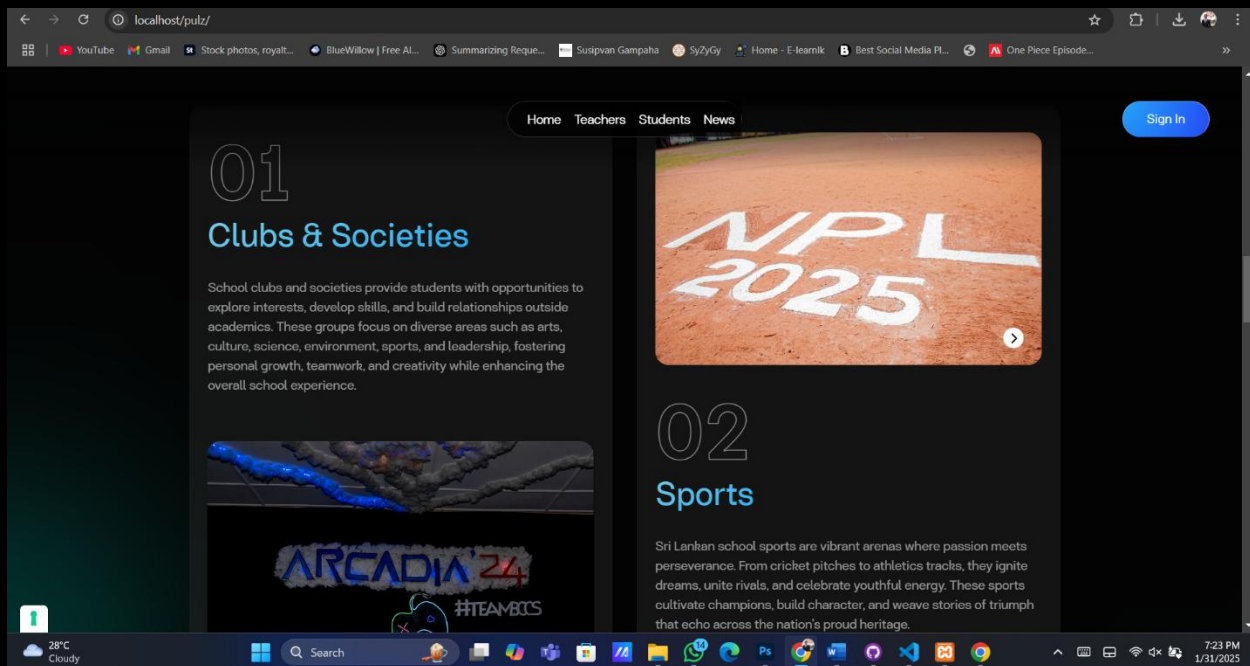 localhost/pulz/
YouTube
Gmail
Stock photos, royalt...
BlueWillow | Free AI...
Summarizing Reque...
Susipvan Gampaha
SyZyGy
Home - E-learnlk
Best Social Media Pl...
One Piece Episode...
Home Teachers Students News
Sign In
01
Clubs & Societies
School clubs and societies provide students with opportunities to
explore interests, develop skills, and build relationships outside
academics. These groups focus on diverse areas such as arts,
culture, science, environment, sports, and leadership, fostering
personal growth, teamwork, and creativity while enhancing the
overall school experience.
ARCADIA'24
#TEAMBCS
NPL
2025
02
Sports
Sri Lankan school sports are vibrant arenas where passion meets
perseverance. From cricket pitches to athletics tracks, they ignite
dreams, unite rivals, and celebrate youthful energy. These sports
cultivate champions, build character, and weave stories of triumph
that echo across the nation's proud heritage.
28°C
Cloudy
Search
14
7:23 PM
1/31/2025